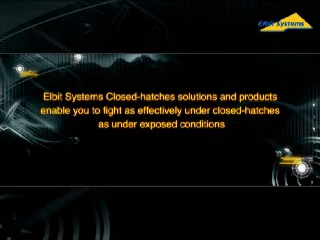 Elbit Systems
Elbit Systems Closed-hatches solutions and products
enable you to fight as effectively under closed-hatches
as under exposed conditions